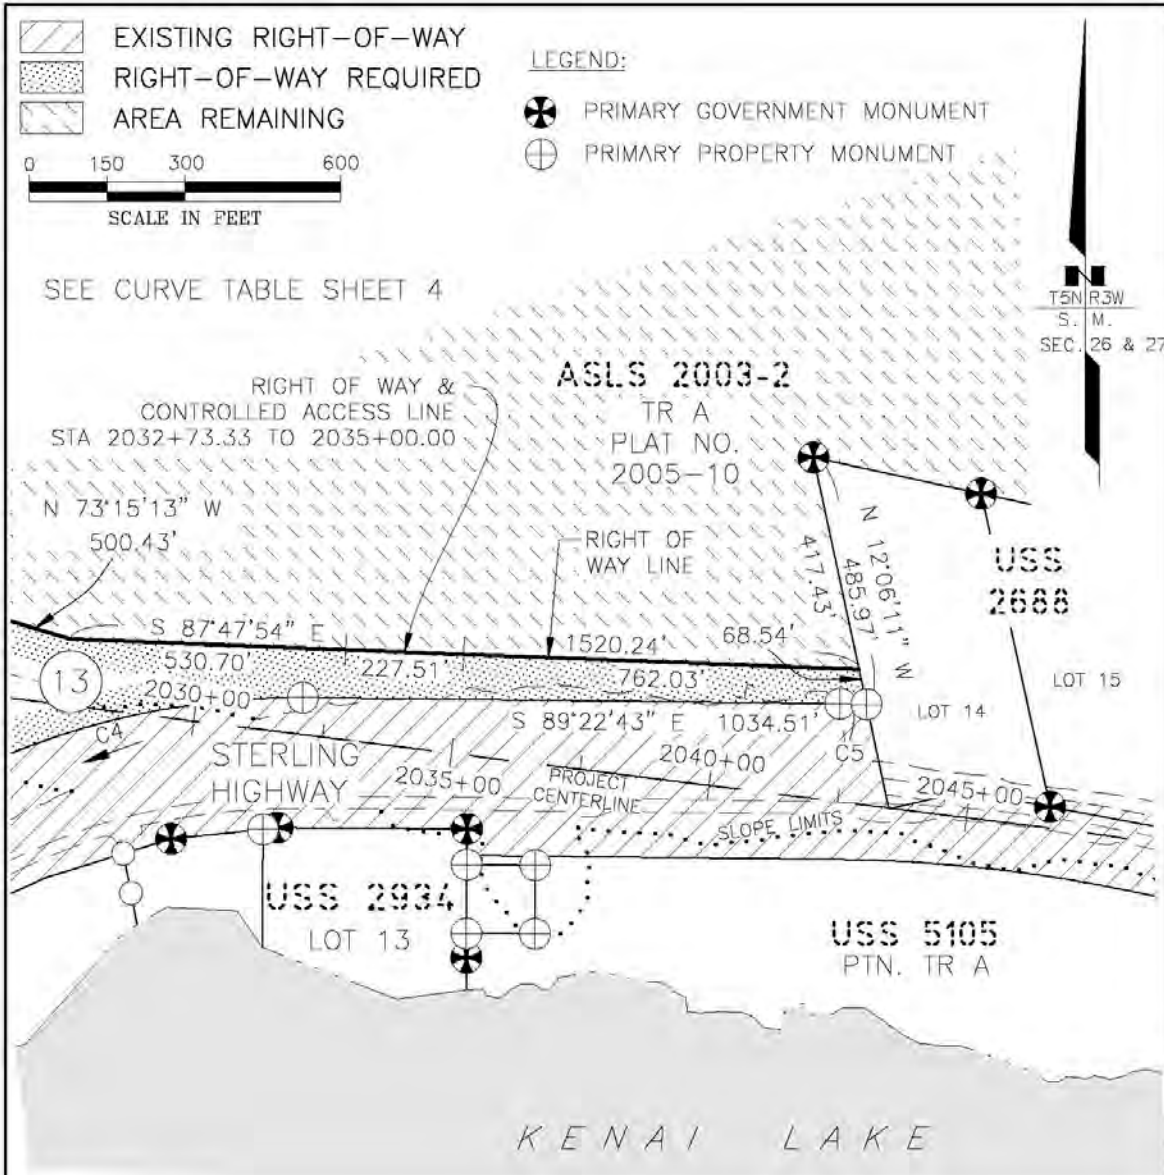 EXISTING RIGHT-OF-WAY
RIGHT-OF-WAY REQUIRED
AREA REMAINING
LEGEND:
PRIMARY GOVERNMENT MONUMENT
PRIMARY PROPERTY MONUMENT
0 150 300 600
SCALE IN FEET
SEE CURVE TABLE SHEET 4
N
T5N R3W
S. M.
SEC. 26 & 27
RIGHT OF WAY &
CONTROLLED ACCESS LINE
STA 2032+73.33 TO 2035+00.00
ASLS 2003-2
TR A
PLAT NO.
2005-10
N 73°15'13" W
500.43'
RIGHT OF
WAY LINE
N 12°06'11" W
485.97'
417.43'
USS
2688
LOT 15
LOT 14
S 87°47'54" E
1520.24'
68.54'
530.70'
227.51'
762.03'
13
2030+00
S 89°22'43" E 1034.51'
C4
C5
STERLING
HIGHWAY
2035+00
2040+00
2045+00
PROJECT
CENTERLINE
SLOPE LIMITS
USS 2934
LOT 13
USS 5105
PTN. TR A
KENAI LAKE